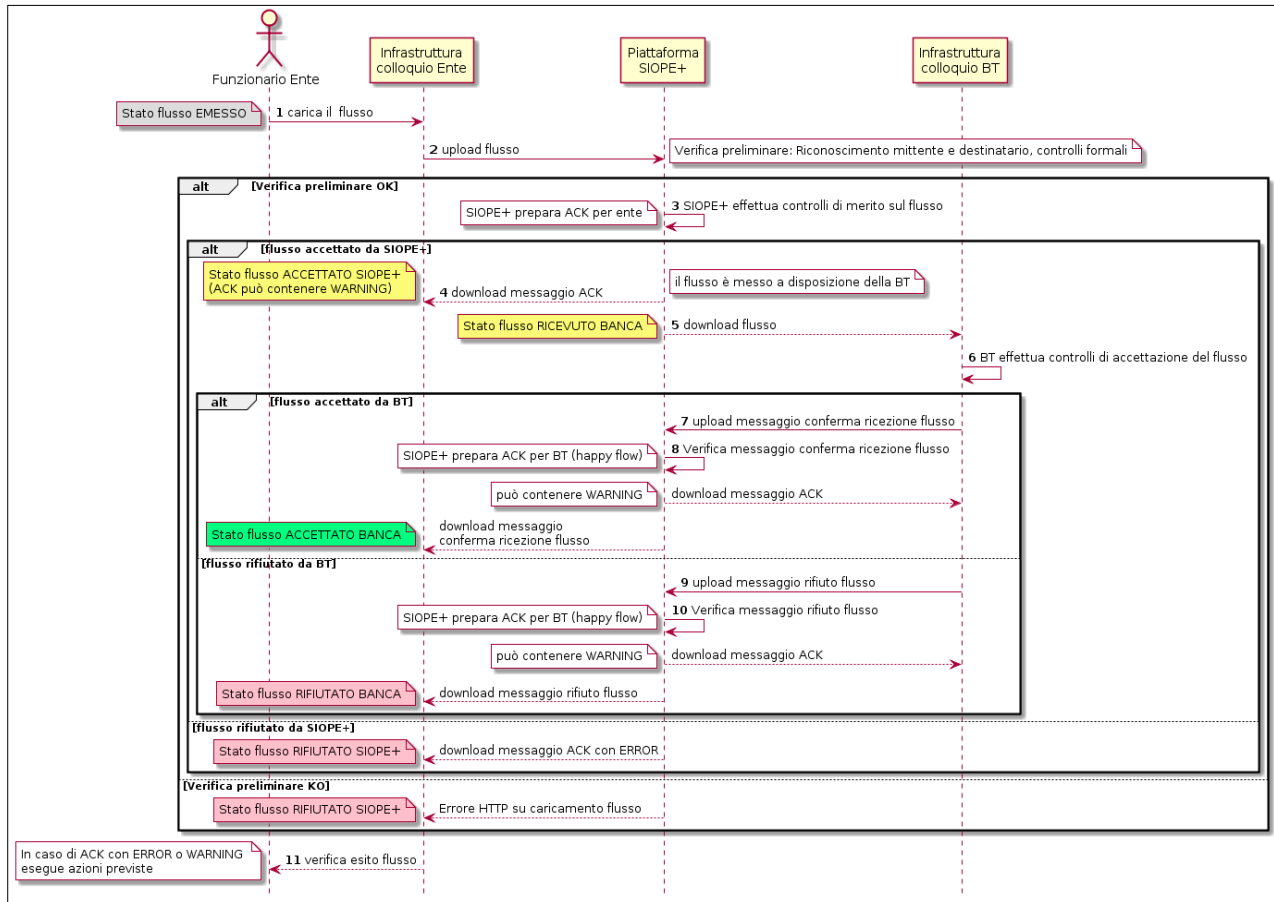 Funzionario Ente
Infrastruttura
colloquio Ente
Piattaforma
SIOPE+
Infrastruttura
colloquio BT
Stato flusso EMESSO
1 carica il flusso
2 upload flusso
Verifica preliminare: Riconoscimento mittente e destinatario, controlli formali
alt [Verifica preliminare OK]
SIOPE+ prepara ACK per ente
3 SIOPE+ effettua controlli di merito sul flusso
alt [flusso accettato da SIOPE+]
Stato flusso ACCETTATO SIOPE+
(ACK può contenere WARNING)
4 download messaggio ACK
il flusso è messo a disposizione della BT
Stato flusso RICEVUTO BANCA
5 download flusso
6 BT effettua controlli di accettazione del flusso
alt [flusso accettato da BT]
7 upload messaggio conferma ricezione flusso
SIOPE+ prepara ACK per BT (happy flow)
8 Verifica messaggio conferma ricezione flusso
può contenere WARNING
download messaggio ACK
Stato flusso ACCETTATO BANCA
download messaggio
conferma ricezione flusso
[flusso rifiutato da BT]
9 upload messaggio rifiuto flusso
SIOPE+ prepara ACK per BT (happy flow)
10 Verifica messaggio rifiuto flusso
può contenere WARNING
download messaggio ACK
Stato flusso RIFIUTATO BANCA
download messaggio rifiuto flusso
[flusso rifiutato da SIOPE+]
Stato flusso RIFIUTATO SIOPE+
download messaggio ACK con ERROR
[Verifica preliminare KO]
Stato flusso RIFIUTATO SIOPE+
Errore HTTP su caricamento flusso
In caso di ACK con ERROR o WARNING
esegue azioni previste
11 verifica esito flusso